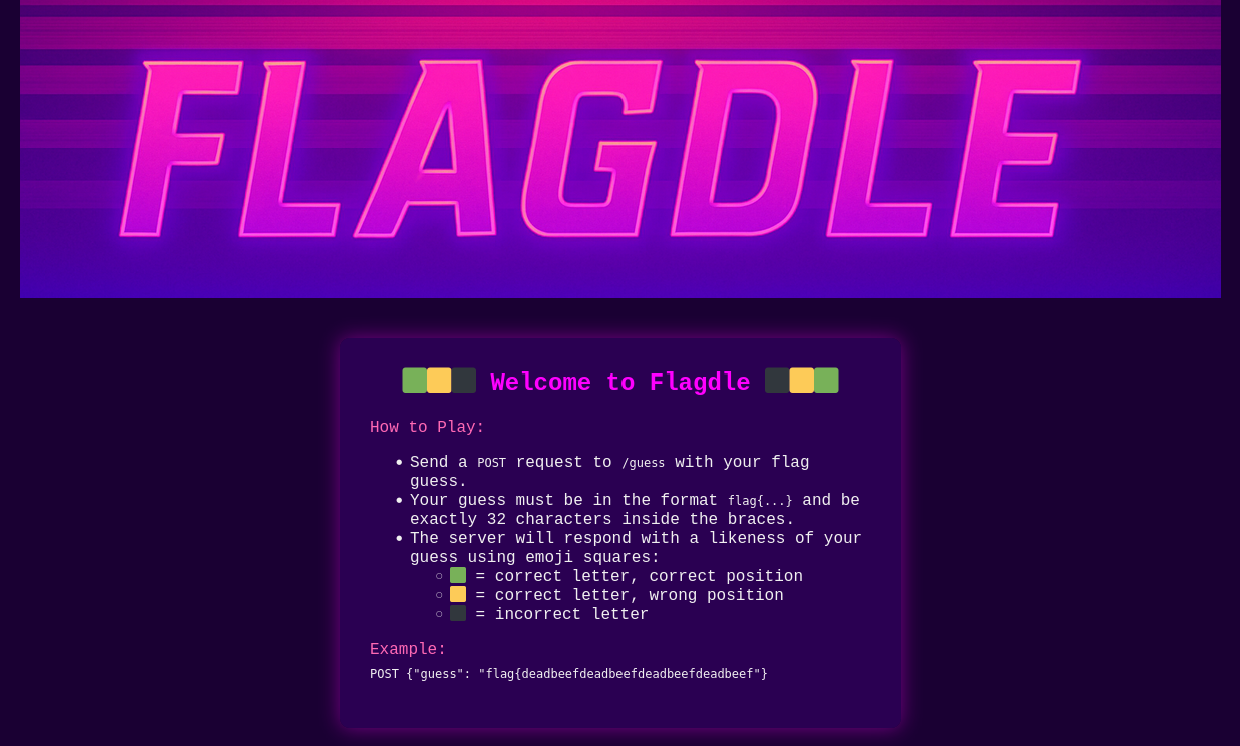 FLAGDLE
🟩🟨⬛ Welcome to Flagdle ⬛🟨🟩
How to Play:
• Send a POST request to /guess with your flag
guess.
• Your guess must be in the format flag{...} and be
exactly 32 characters inside the braces.
• The server will respond with a likeness of your
guess using emoji squares:
○ 🟩 = correct letter, correct position
○ 🟨 = correct letter, wrong position
○ ⬛ = incorrect letter
Example:
POST {"guess": "flag{deadbeefdeadbeefdeadbeefdeadbeef"}